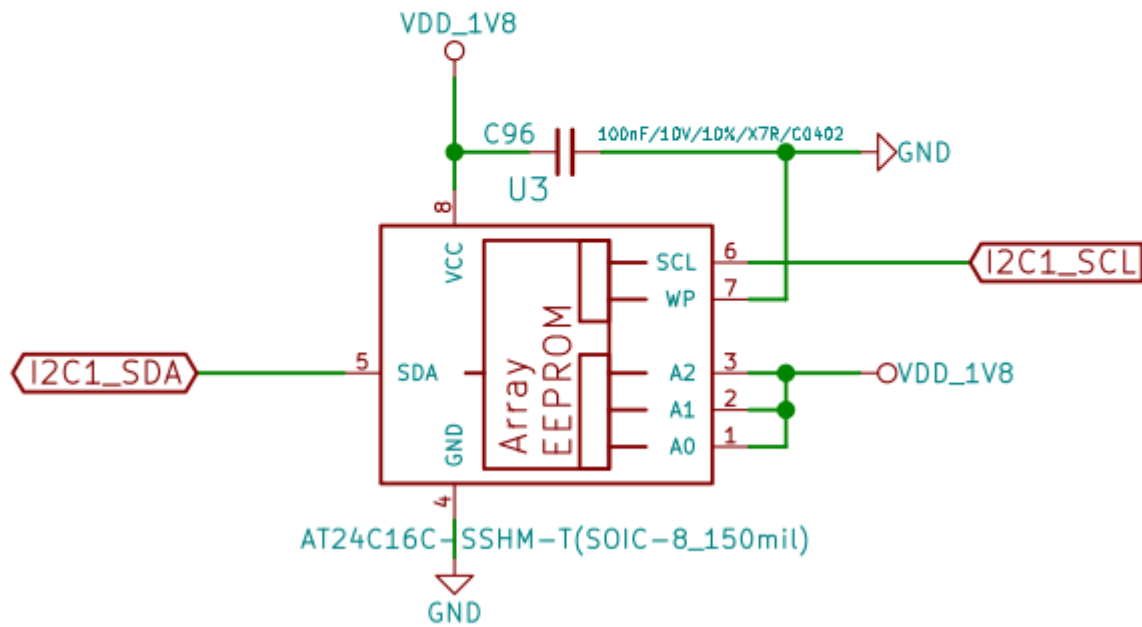 VDD_1V8
C96
100nF/10V/10%/X7R/C0402
GND
U3
8
VCC
SCL
6
I2C1_SCL
WP
7
Array
EEPROM
I2C1_SDA
5
SDA
A2
3
VDD_1V8
A1
2
A0
1
GND
4
AT24C16C-SSHM-T(SOIC-8_150mil)
GND